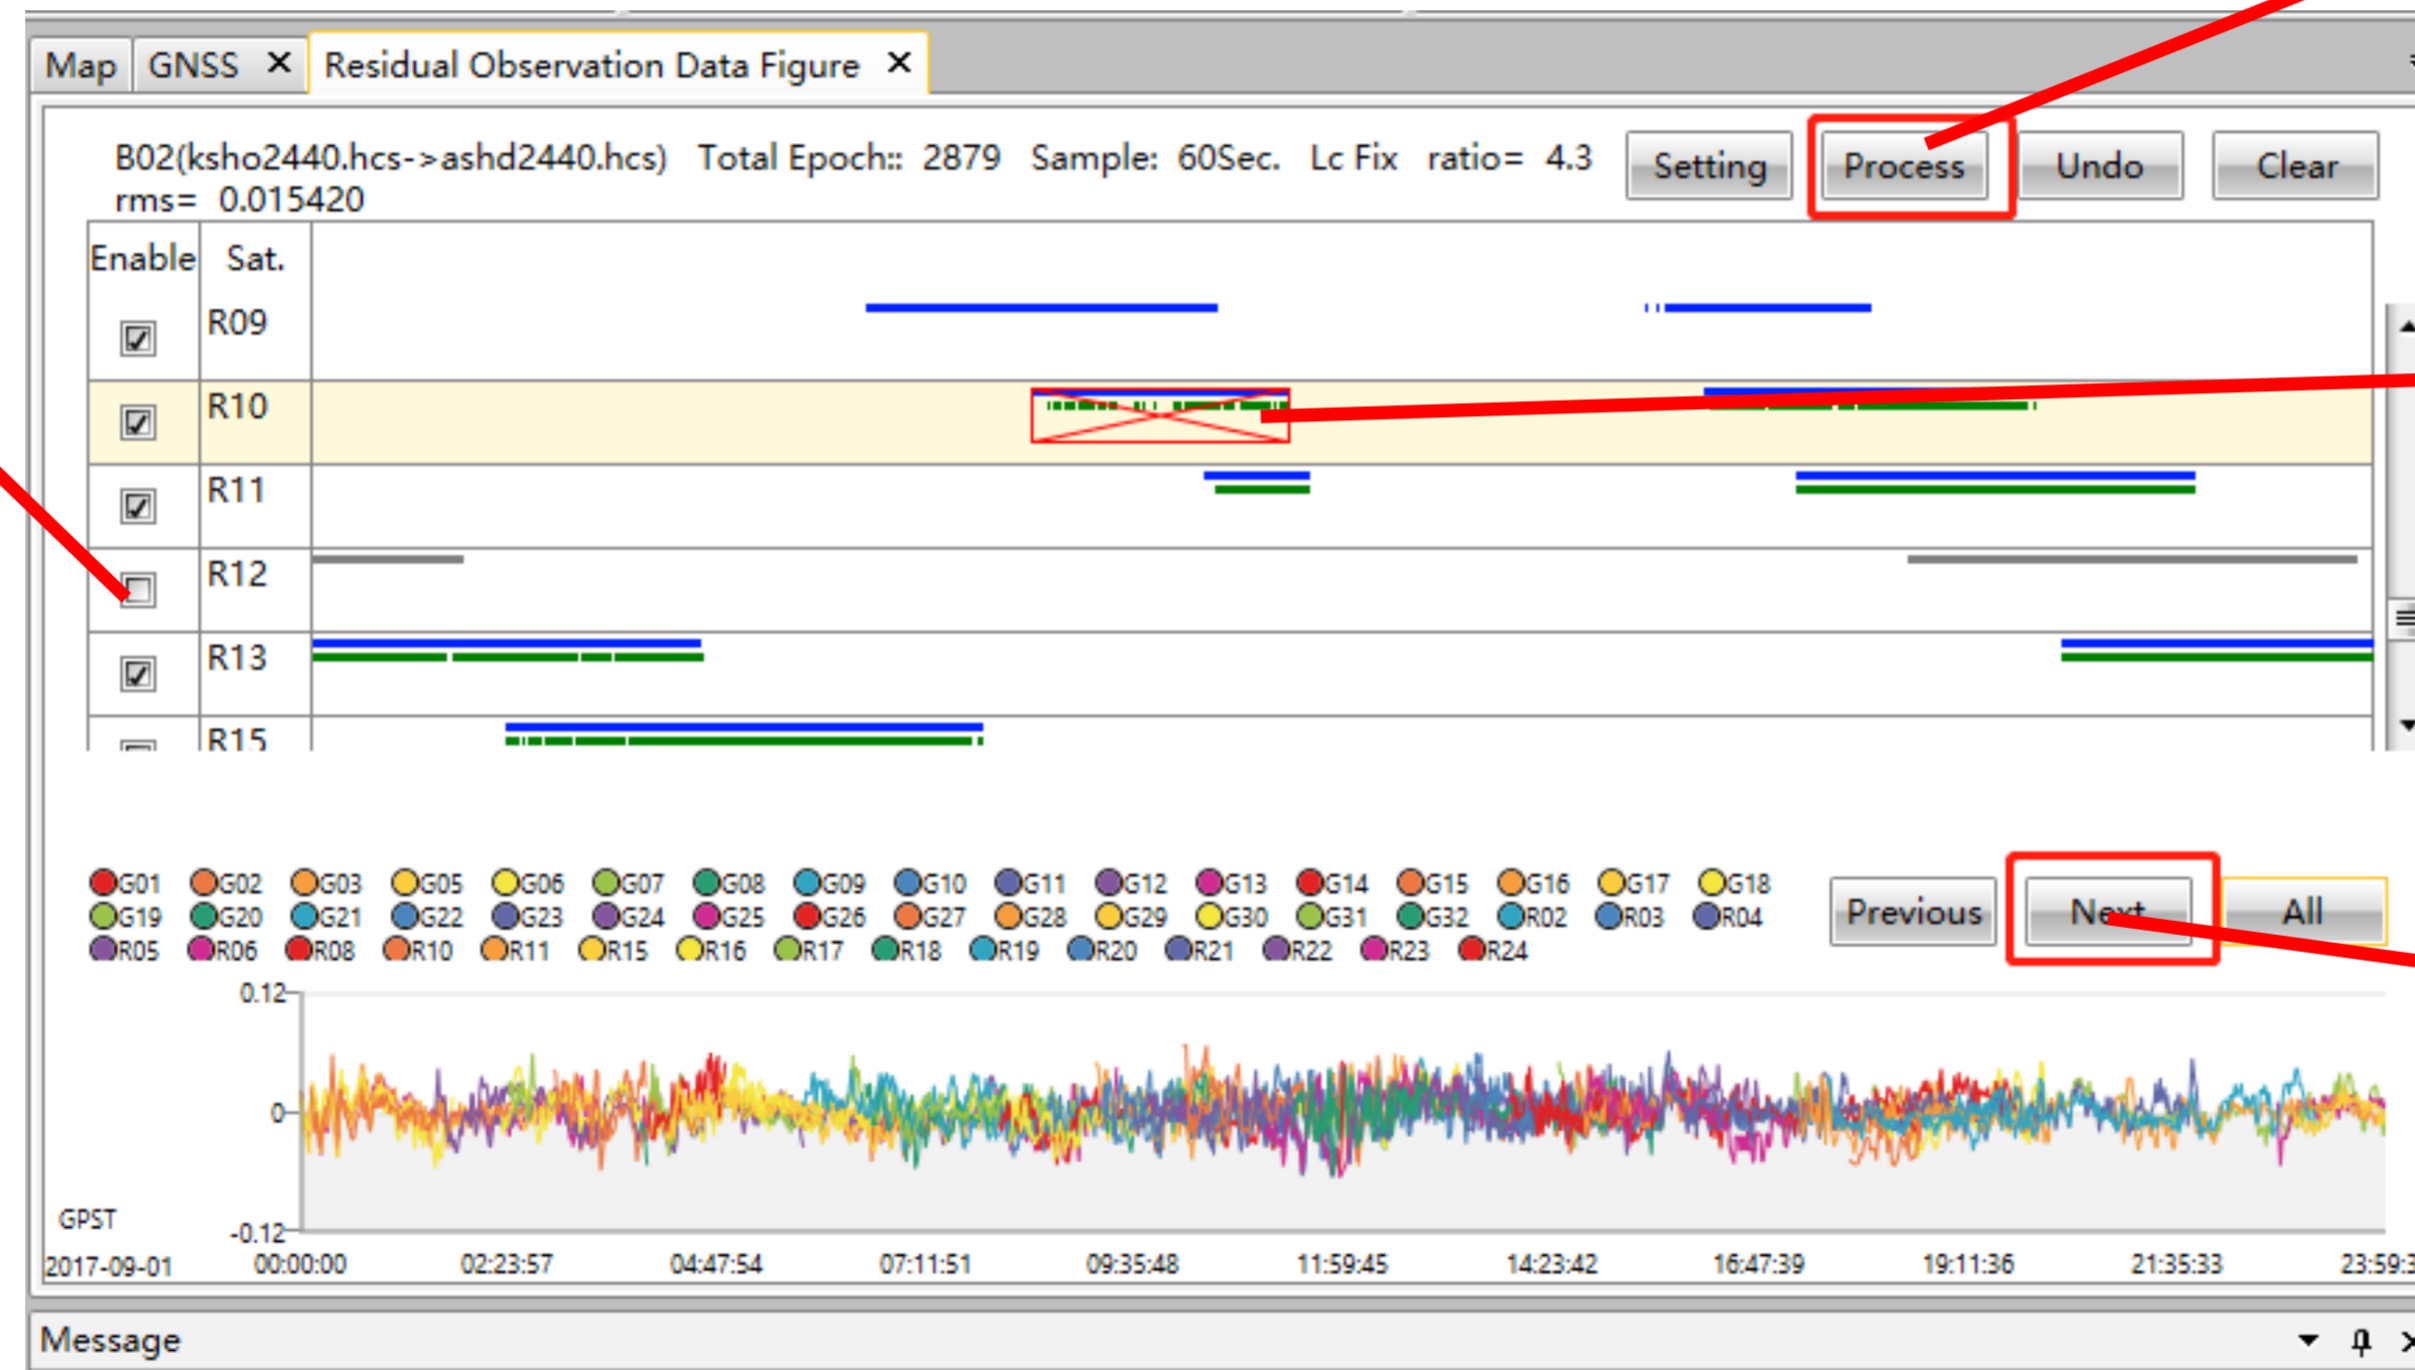 Map GNSS Residual Observation Data Figure
B02(ksho2440.hcs->ashd2440.hcs) Total Epoch:: 2879 Sample: 60Sec. Lc Fix ratio= 4.3
rms= 0.015420
Setting Process Undo Clear
Enable Sat.
R09
R10
R11
R12
R13
R15
G01 G02 G03 G05 G06 G07 G08 G09 G10 G11 G12 G13 G14 G15 G16 G17 G18
G19 G20 G21 G22 G23 G24 G25 G26 G27 G28 G29 G30 G31 G32 R02 R03 R04
R05 R06 R08 R10 R11 R15 R16 R17 R18 R19 R20 R21 R22 R23 R24
Previous Next All
0.12
0
-0.12
GPST
2017-09-01 00:00:00 02:23:57 04:47:54 07:11:51 09:35:48 11:59:45 14:23:42 16:47:39 19:11:36 21:35:33 23:59:3
Message